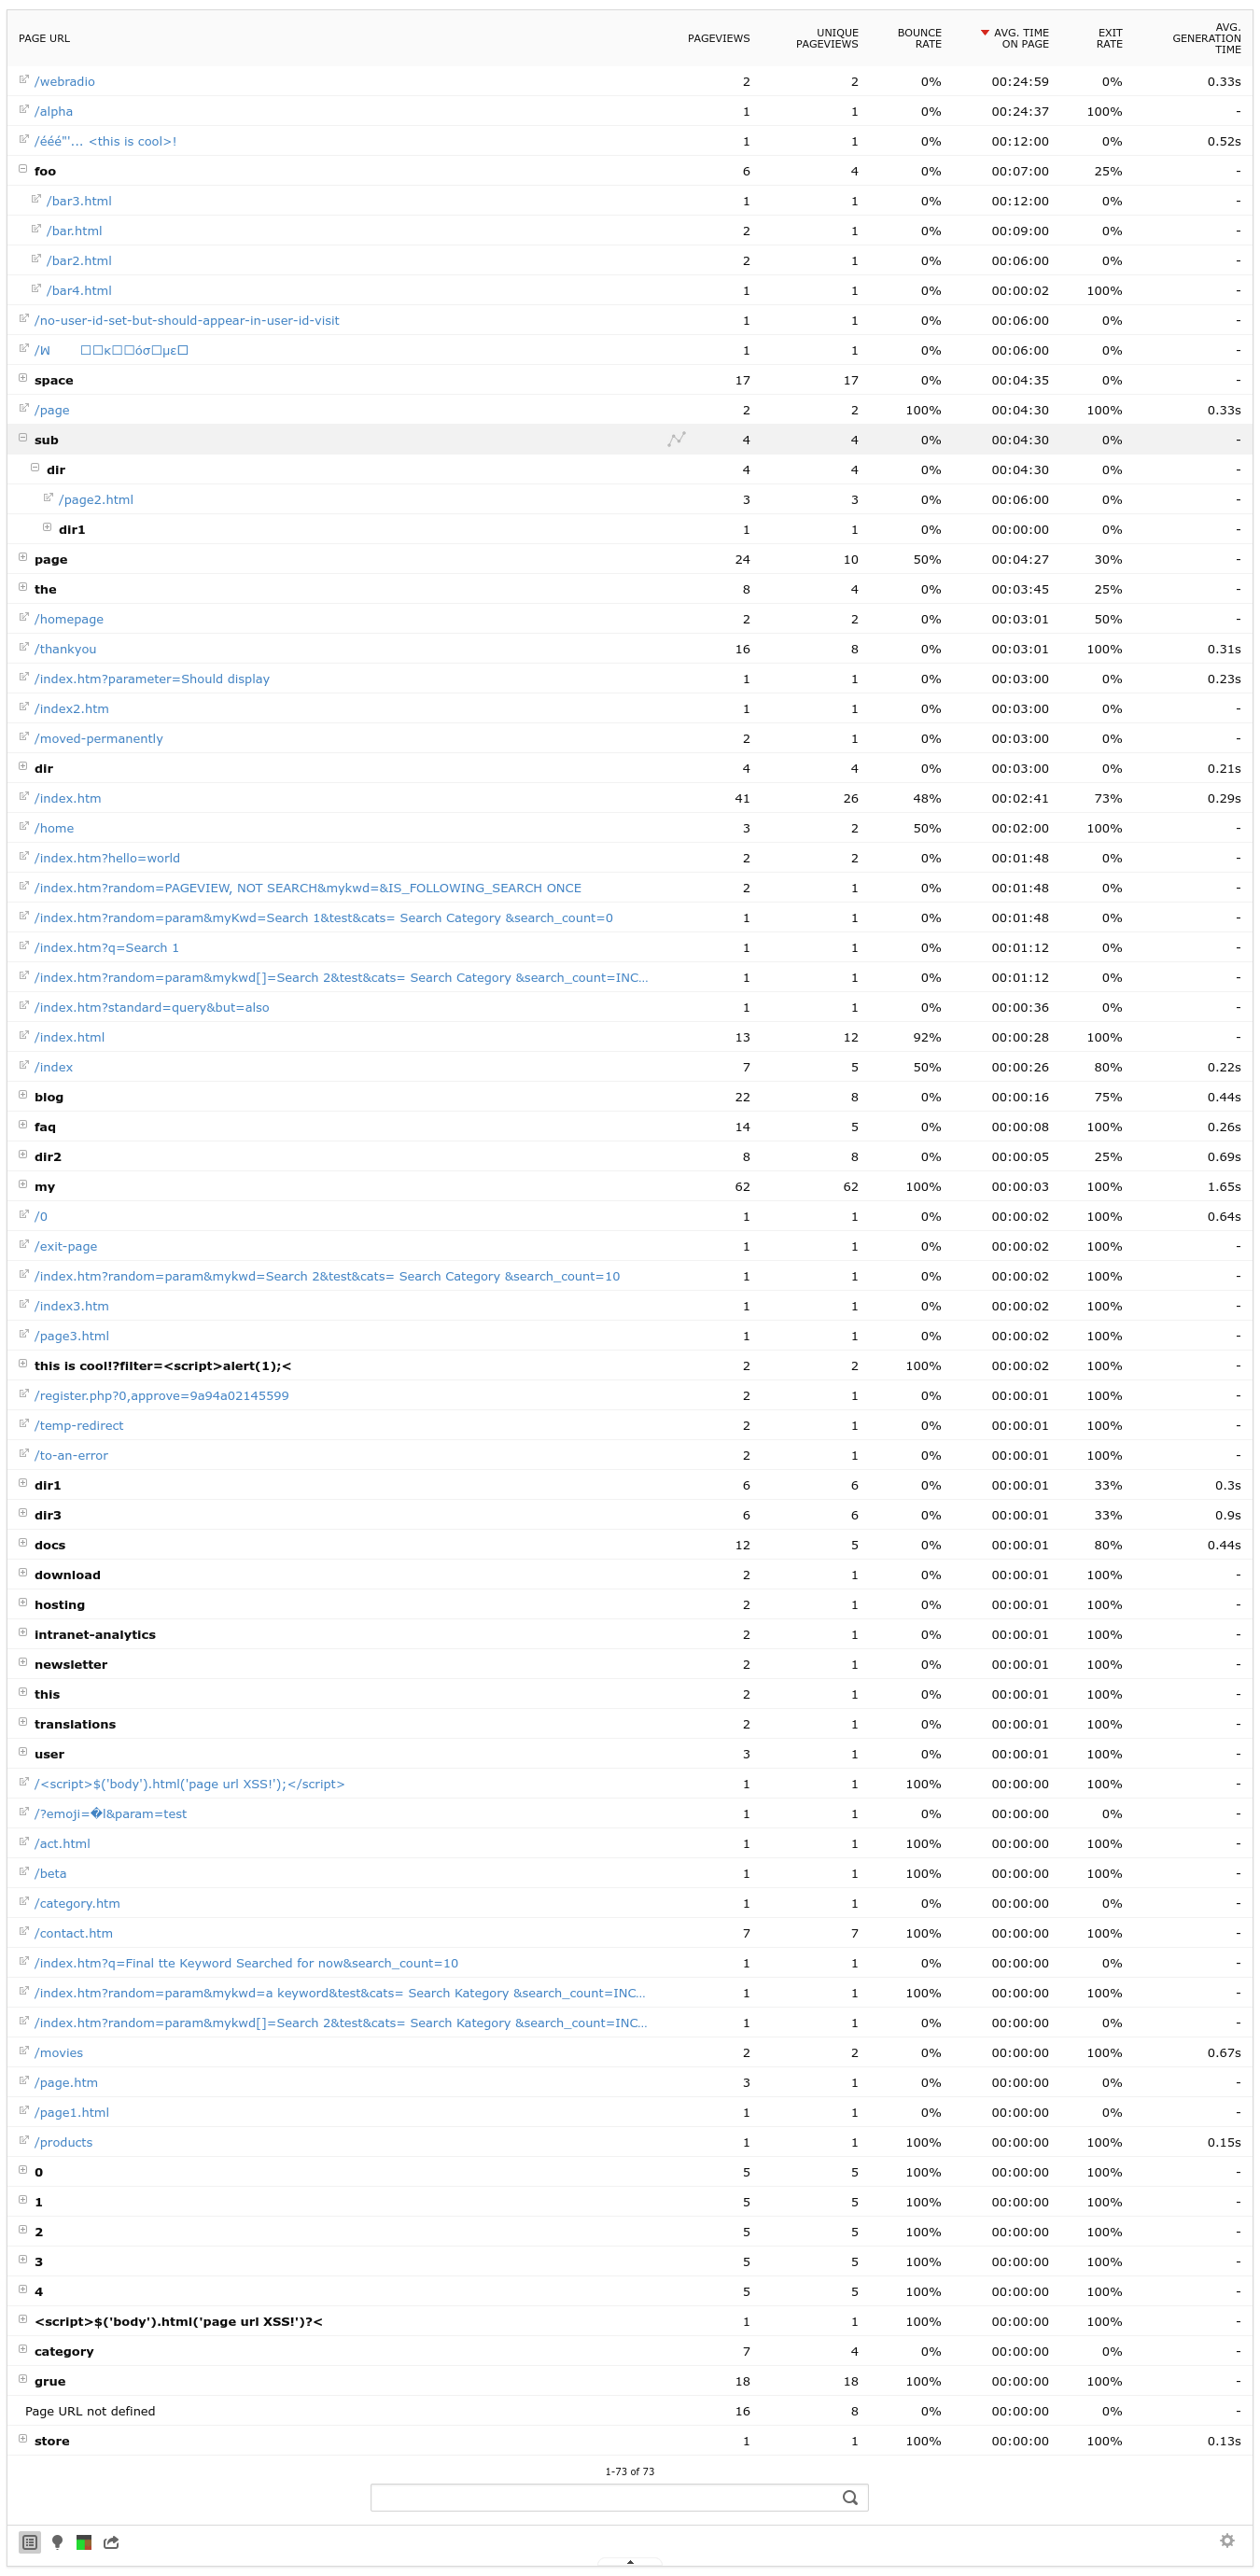 PAGE URL PAGEVIEWS UNIQUE PAGEVIEWS BOUNCE RATE AVG. TIME ON PAGE EXIT RATE AVG. GENERATION TIME
/webradio 2 2 0% 00:24:59 0% 0.33s
/alpha 1 1 0% 00:24:37 100% -
/ééé"'... <this is cool>! 1 1 0% 00:12:00 0% 0.52s
foo 6 4 0% 00:07:00 25% -
/bar3.html 1 1 0% 00:12:00 0% -
/bar.html 2 1 0% 00:09:00 0% -
/bar2.html 2 1 0% 00:06:00 0% -
/bar4.html 1 1 0% 00:00:02 100% -
/no-user-id-set-but-should-appear-in-user-id-visit 1 1 0% 00:06:00 0% -
1 1 0% 00:06:00 0% -
space 17 17 0% 00:04:35 0% -
/page 2 2 100% 00:04:30 100% 0.33s
sub 4 4 0% 00:04:30 0% -
dir 4 4 0% 00:04:30 0% -
/page2.html 3 3 0% 00:06:00 0% -
dir1 1 1 0% 00:00:00 0% -
page 24 10 50% 00:04:27 30% -
the 8 4 0% 00:03:45 25% -
/homepage 2 2 0% 00:03:01 50% -
/thankyou 16 8 0% 00:03:01 100% 0.31s
/index.htm?parameter=Should display 1 1 0% 00:03:00 0% 0.23s
/index2.htm 1 1 0% 00:03:00 0% -
/moved-permanently 2 1 0% 00:03:00 0% -
dir 4 4 0% 00:03:00 0% 0.21s
/index.htm 41 26 48% 00:02:41 73% 0.29s
/home 3 2 50% 00:02:00 100% -
/index.htm?hello=world 2 2 0% 00:01:48 0% -
/index.htm?random=PAGEVIEW, NOT SEARCH&mykwd=&IS_FOLLOWING_SEARCH ONCE 2 1 0% 00:01:48 0% -
/index.htm?random=param&myKwd=Search 1&test&cats= Search Category &search_count=0 1 1 0% 00:01:48 0% -
/index.htm?q=Search 1 1 1 0% 00:01:12 0% -
/index.htm?random=param&mykwd[]=Search 2&test&cats= Search Category &search_count=INC... 1 1 0% 00:01:12 0% -
/index.htm?standard=query&but=also 1 1 0% 00:00:36 0% -
/index.html 13 12 92% 00:00:28 100% -
/index 7 5 50% 00:00:26 80% 0.22s
blog 22 8 0% 00:00:16 75% 0.44s
faq 14 5 0% 00:00:08 100% 0.26s
dir2 8 8 0% 00:00:05 25% 0.69s
my 62 62 100% 00:00:03 100% 1.65s
/0 1 1 0% 00:00:02 100% 0.64s
/exit-page 1 1 0% 00:00:02 100% -
/index.htm?random=param&mykwd=Search 2&test&cats= Search Category &search_count=10 1 1 0% 00:00:02 100% -
/index3.htm 1 1 0% 00:00:02 100% -
/page3.html 1 1 0% 00:00:02 100% -
this is cool!?filter=<script>alert(1);< 2 2 100% 00:00:02 100% -
/register.php?0,approve=9a94a02145599 2 1 0% 00:00:01 100% -
/temp-redirect 2 1 0% 00:00:01 100% -
/to-an-error 2 1 0% 00:00:01 100% -
dir1 6 6 0% 00:00:01 33% 0.3s
dir3 6 6 0% 00:00:01 33% 0.9s
docs 12 5 0% 00:00:01 80% 0.44s
download 2 1 0% 00:00:01 100% -
hosting 2 1 0% 00:00:01 100% -
intranet-analytics 2 1 0% 00:00:01 100% -
newsletter 2 1 0% 00:00:01 100% -
this 2 1 0% 00:00:01 100% -
translations 2 1 0% 00:00:01 100% -
user 3 1 0% 00:00:01 100% -
/<script>$('body').html('page url XSS!');</script> 1 1 100% 00:00:00 100% -
/?emoji=�l&param=test 1 1 0% 00:00:00 0% -
/act.html 1 1 100% 00:00:00 100% -
/beta 1 1 100% 00:00:00 100% -
/category.htm 1 1 0% 00:00:00 0% -
/contact.htm 7 7 100% 00:00:00 100% -
/index.htm?q=Final tte Keyword Searched for now&search_count=10 1 1 0% 00:00:00 0% -
/index.htm?random=param&mykwd=a keyword&test&cats= Search Kategory &search_count=INC... 1 1 100% 00:00:00 100% -
/index.htm?random=param&mykwd[]=Search 2&test&cats= Search Kategory &search_count=INC... 1 1 0% 00:00:00 0% -
/movies 2 2 0% 00:00:00 100% 0.67s
/page.htm 3 1 0% 00:00:00 0% -
/page1.html 1 1 0% 00:00:00 0% -
/products 1 1 100% 00:00:00 100% 0.15s
0 5 5 100% 00:00:00 100% -
1 5 5 100% 00:00:00 100% -
2 5 5 100% 00:00:00 100% -
3 5 5 100% 00:00:00 100% -
4 5 5 100% 00:00:00 100% -
<script>$('body').html('page url XSS!')?< 1 1 100% 00:00:00 100% -
category 7 4 0% 00:00:00 0% -
grue 18 18 100% 00:00:00 100% -
Page URL not defined 16 8 0% 00:00:00 0% -
store 1 1 100% 00:00:00 100% 0.13s
1-73 of 73